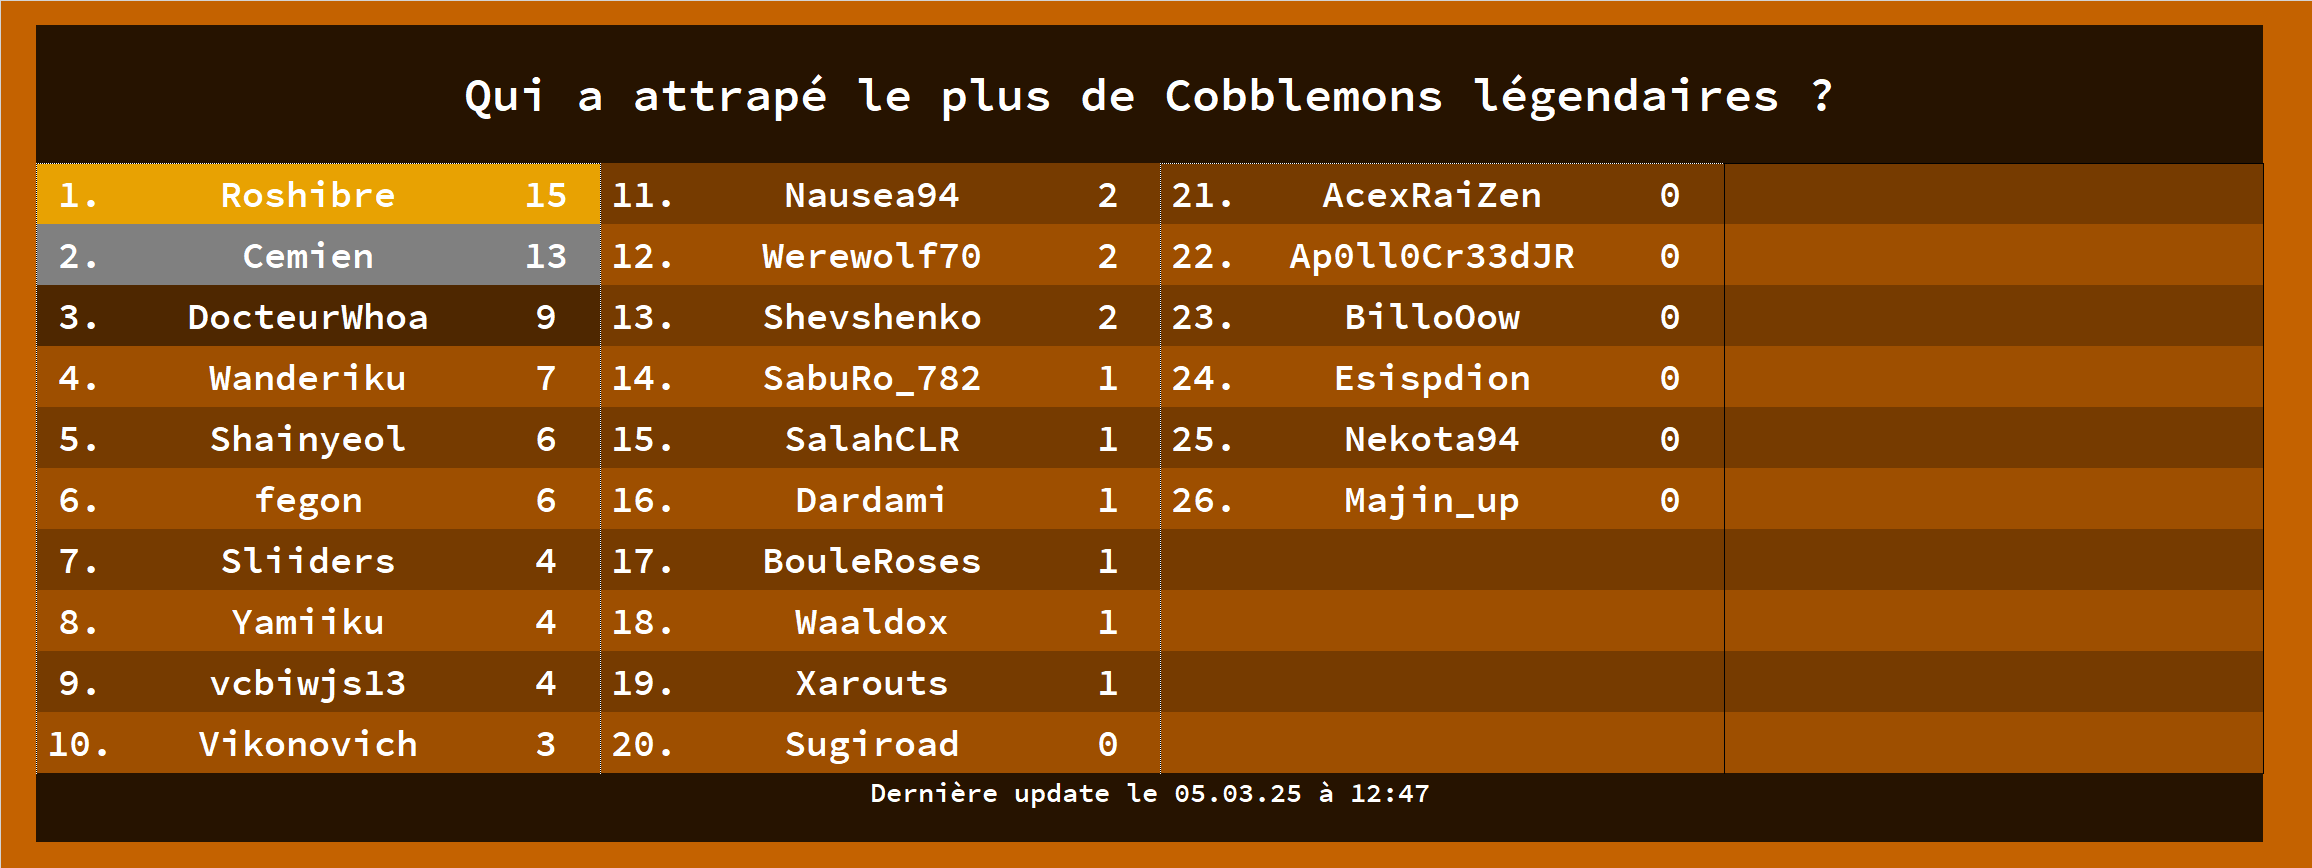 Qui a attrapé le plus de Cobblemons légendaires ?
1. Roshibre 15
2. Cemien 13
3. DocteurWhoa 9
4. Wanderiku 7
5. Shainyeol 6
6. fegon 6
7. Sliiders 4
8. Yamiiku 4
9. vcbiwjs13 4
10. Vikonovich 3
11. Nausea94 2
12. Werewolf70 2
13. Shevshenko 2
14. SabuRo_782 1
15. SalahCLR 1
16. Dardami 1
17. BouleRoses 1
18. Waaldox 1
19. Xarouts 1
20. Sugiroad 0
21. AcexRaiZen 0
22. Ap0ll0Cr33dJR 0
23. BilloOow 0
24. Esispdion 0
25. Nekota94 0
26. Majin_up 0
Dernière update le 05.03.25 à 12:47